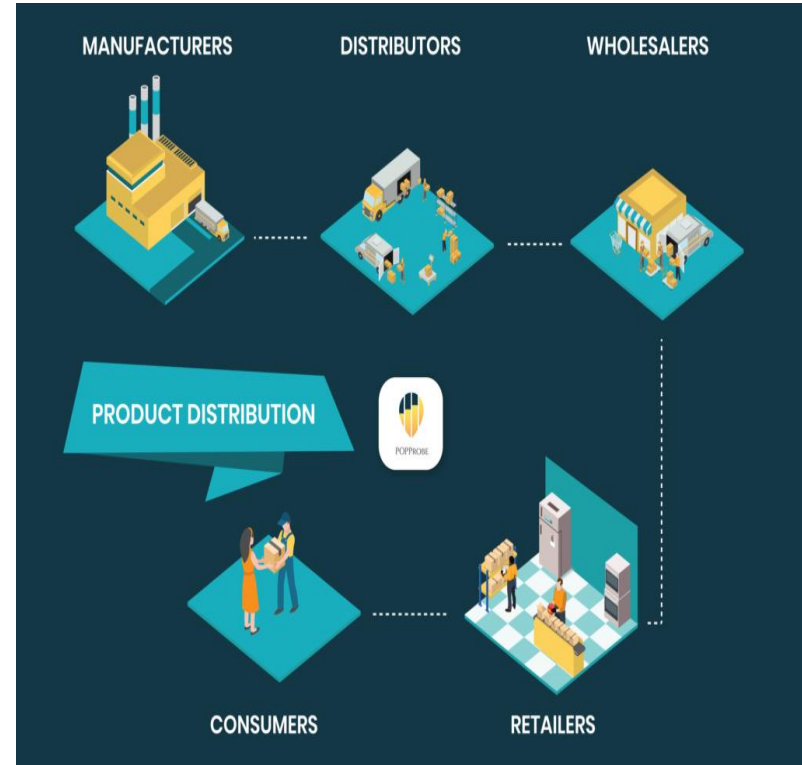 MANUFACTURERS
DISTRIBUTORS
WHOLESALERS
PRODUCT DISTRIBUTION
POPPROBE
CONSUMERS
RETAILERS